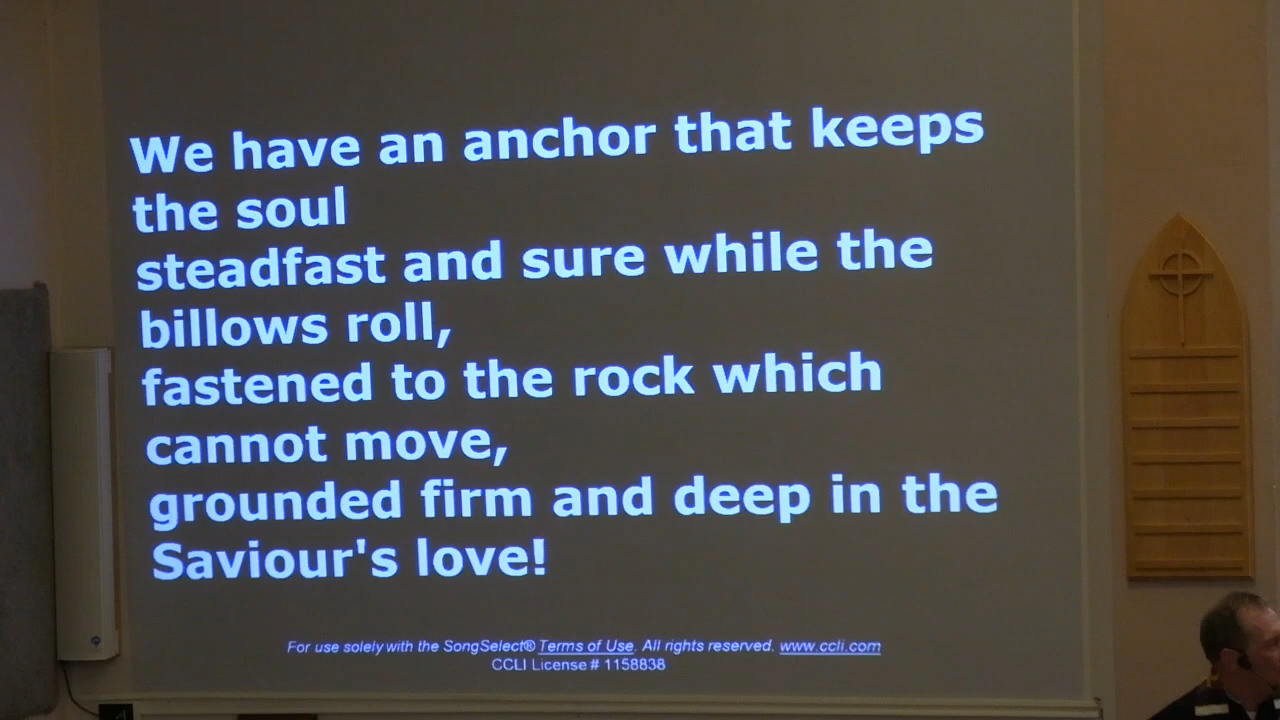 We have an anchor that keeps
the soul
steadfast and sure while the
billows roll,
fastened to the rock which
cannot move,
grounded firm and deep in the
Saviour's love!
For use solely with the SongSelect® Terms of Use. All rights reserved. www.ccli.com
CCLI License # 1158838